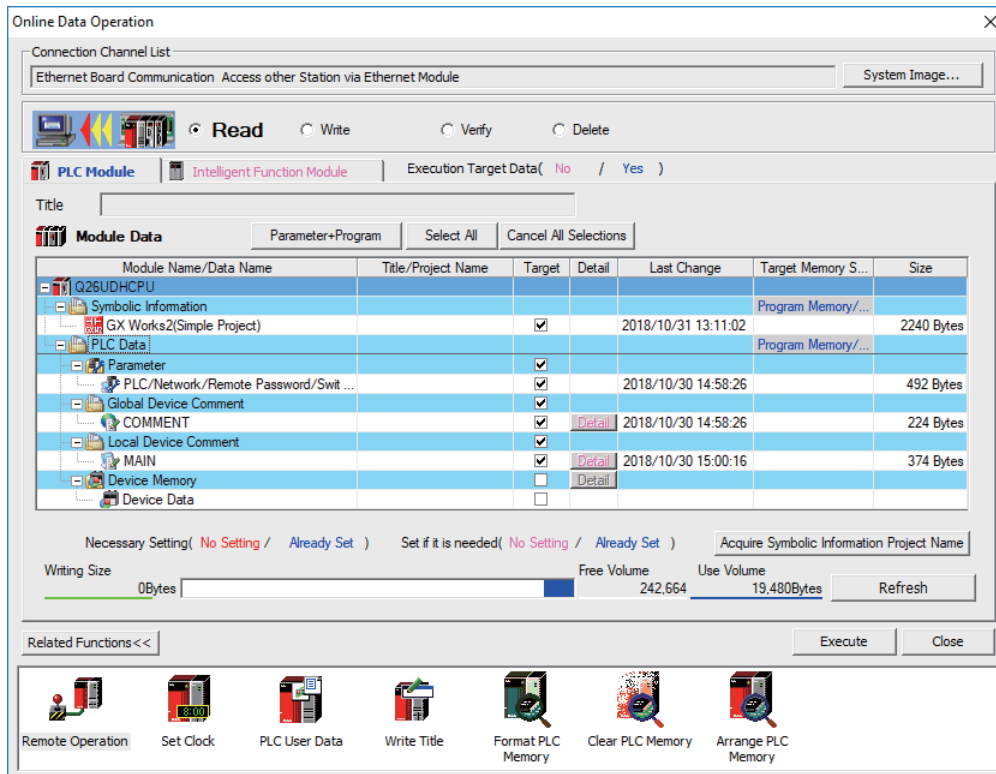 Online Data Operation
Connection Channel List
Ethernet Board Communication Access other Station via Ethernet Module
System Image...
Read Write Verify Delete
PLC Module Intelligent Function Module Execution Target Data( No / Yes )
Title
Module Data Parameter+Program Select All Cancel All Selections
Module Name/Data Name Title/Project Name Target Detail Last Change Target Memory S... Size
Q26UDHCPU
Symbolic Information Program Memory/...
GX Works2(Simple Project) 2018/10/31 13:11:02 2240 Bytes
PLC Data Program Memory/...
Parameter
PLC/Network/Remote Password/Swit ... 2018/10/30 14:58:26 492 Bytes
Global Device Comment
COMMENT Detail 2018/10/30 14:58:26 224 Bytes
Local Device Comment
MAIN Detail 2018/10/30 15:00:16 374 Bytes
Device Memory Detail
Device Data
Necessary Setting( No Setting / Already Set ) Set if it is needed( No Setting / Already Set ) Acquire Symbolic Information Project Name
Writing Size Free Volume Use Volume
0Bytes 242,664 19,480Bytes Refresh
Related Functions<< Execute Close
8:00
Remote Operation Set Clock PLC User Data Write Title Format PLC Memory Clear PLC Memory Arrange PLC Memory